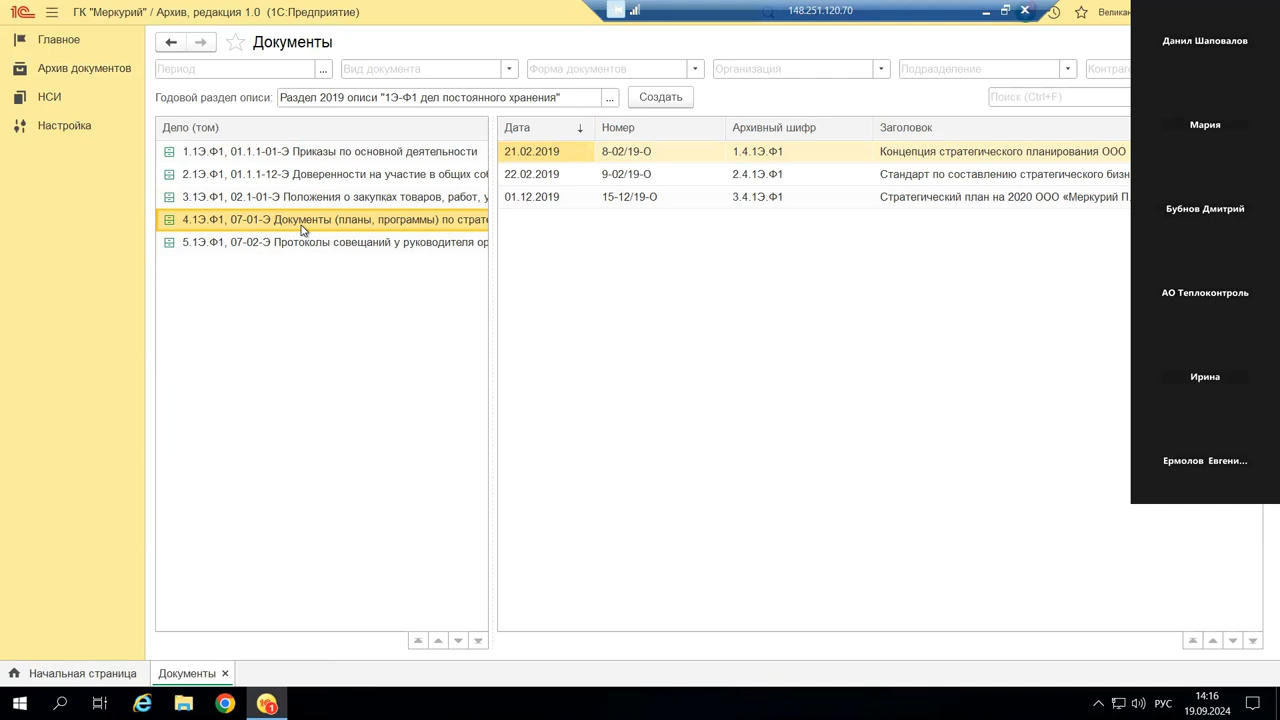 ГК "Меркурий" / Архив, редакция 1.0 (1С:Предприятие)
148.251.120.70
Главное
Архив документов
НСИ
Настройка
Документы
Период
...
Вид документа
Форма документов
Организация
Подразделение
Контраг
Годовой раздел описи:
Раздел 2019 описи "1Э-Ф1 дел постоянного хранения"
...
Создать
Поиск (Ctrl+F)
Дело (том)
1.1Э.Ф1, 01.1.1-01-Э Приказы по основной деятельности
2.1Э.Ф1, 01.1.1-12-Э Доверенности на участие в общих соб
3.1Э.Ф1, 02.1-01-Э Положения о закупках товаров, работ, у
4.1Э.Ф1, 07-01-Э Документы (планы, программы) по страте
5.1Э.Ф1, 07-02-Э Протоколы совещаний у руководителя ор
Дата Номер Архивный шифр Заголовок
21.02.2019 8-02/19-О 1.4.1Э.Ф1 Концепция стратегического планирования ООО
22.02.2019 9-02/19-О 2.4.1Э.Ф1 Стандарт по составлению стратегического бизн
01.12.2019 15-12/19-О 3.4.1Э.Ф1 Стратегический план на 2020 ООО «Меркурий П
Великан
Данил Шаповалов
Мария
Бубнов Дмитрий
АО Теплоконтроль
Ирина
Ермолов Евгени...
Начальная страница
Документы
1
РУС
14:16
19.09.2024